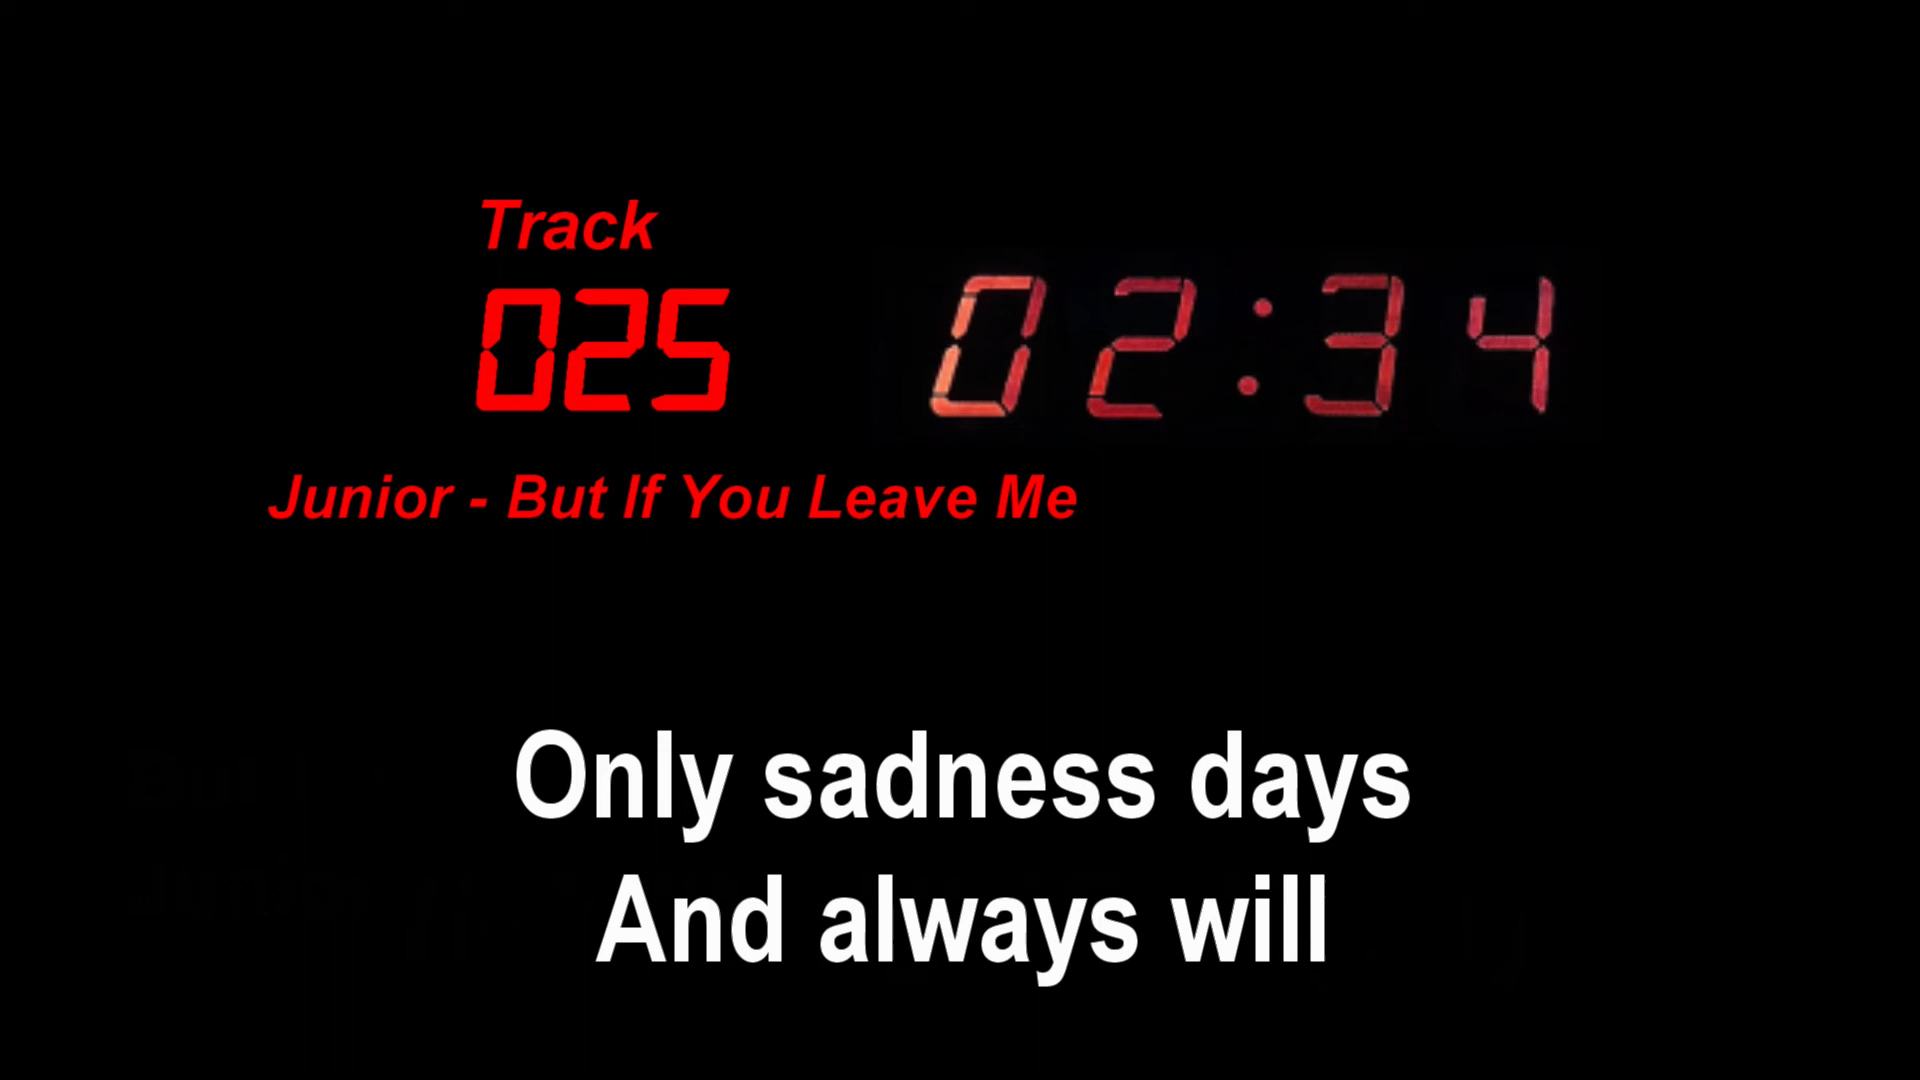 Track
025 02:34
Junior - But If You Leave Me
Only sadness days
And always will